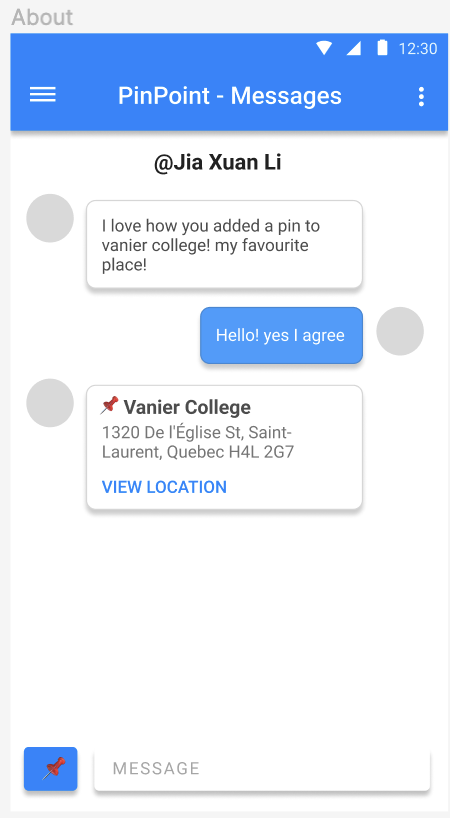 About
12:30
PinPoint - Messages
@Jia Xuan Li
I love how you added a pin to
vanier college! my favourite
place!
Hello! yes I agree
📌 Vanier College
1320 De l'Église St, Saint-
Laurent, Quebec H4L 2G7
VIEW LOCATION
MESSAGE